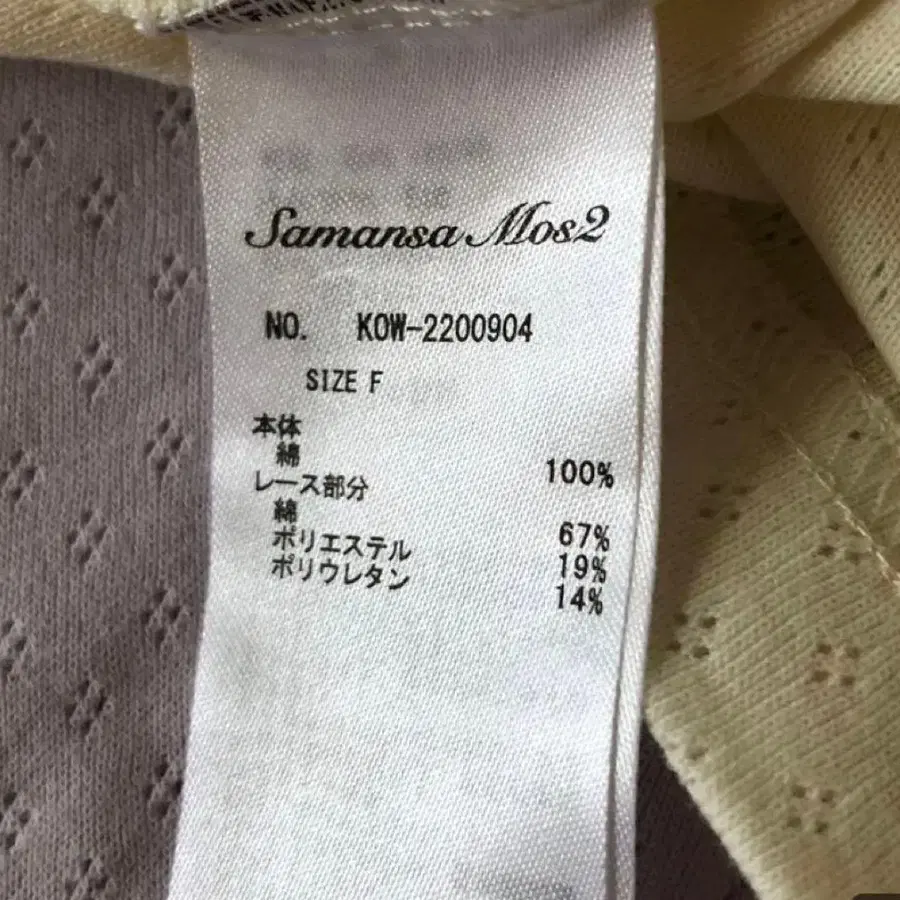 Samansa Mos2
NO. KOW-2200904
SIZE F
本体
綿 100%
レース部分
綿 67%
ポリエステル 19%
ポリウレタン 14%